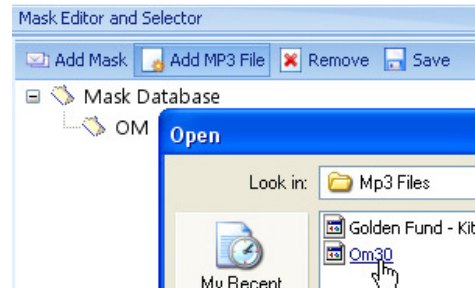 Mask Editor and Selector
Add Mask Add MP3 File Remove Save
Mask Database
OM
Open
Look in: Mp3 Files
Golden Fund - Kit
Om30
My Recent